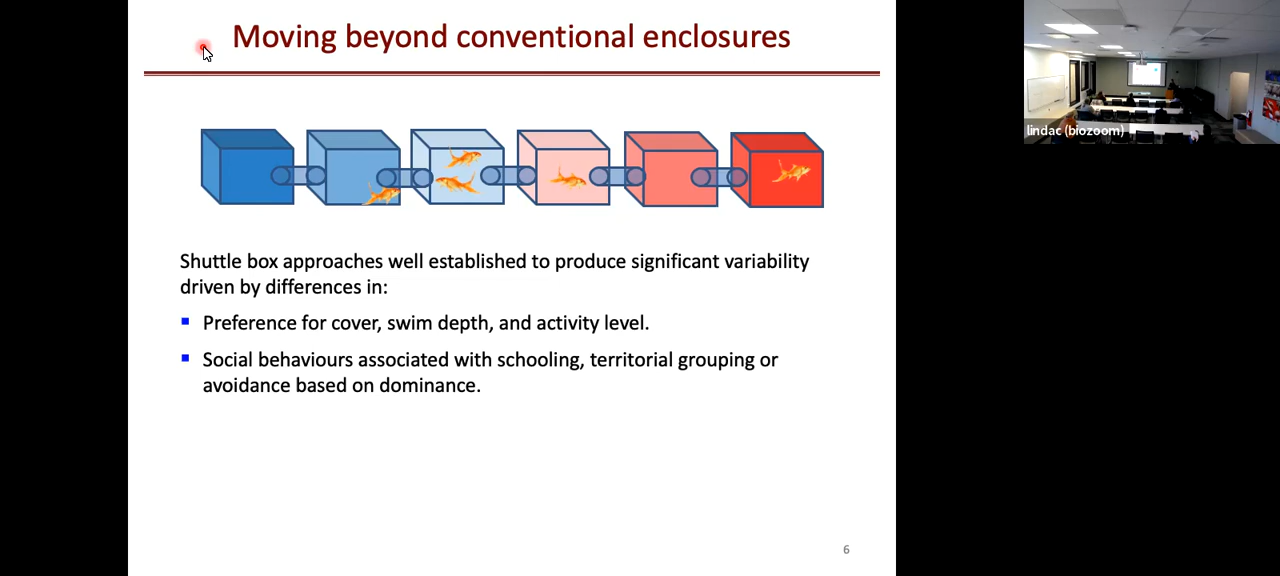 Moving beyond conventional enclosures
lindac (biozoom)
Shuttle box approaches well established to produce significant variability
driven by differences in:
Preference for cover, swim depth, and activity level.
Social behaviours associated with schooling, territorial grouping or
avoidance based on dominance.
6